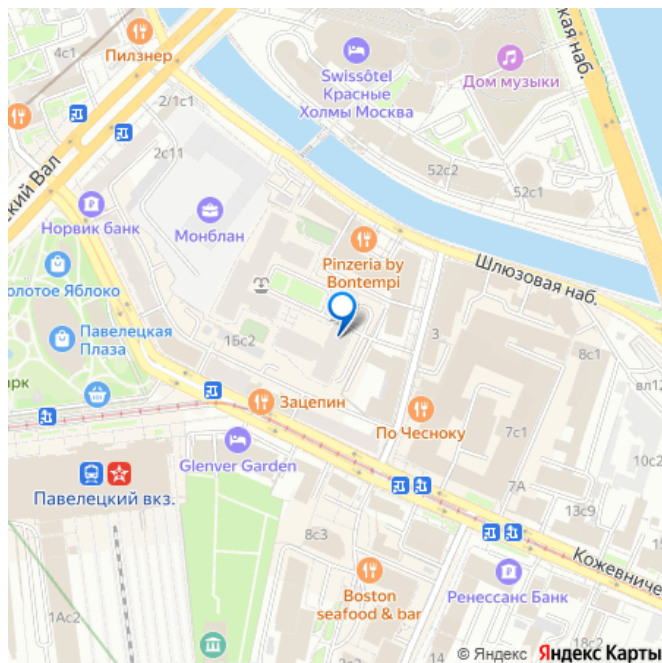 4с1
Пилзнер
2/1с1
Swissôtel
Красные
Холмы Москва
Дом музыки
ская наб.
52с2
52с1
2с11
ский Вал
Норвик банк
Монблан
Pinzeria by
Bontempi
Шлюзовая наб.
олотое Яблоко
Павелецкая
Плаза
1Бс2
3
8с1
арк
вл12
Зацепин
По Чесноку
7с1
Glenver Garden
Павелецкий вкз.
7А
13с9
10с2
8с3
Кожевниче
Boston
seafood & bar
Ренессанс Банк
1Ас2
14
18с2
© Яндекс Яндекс Карты